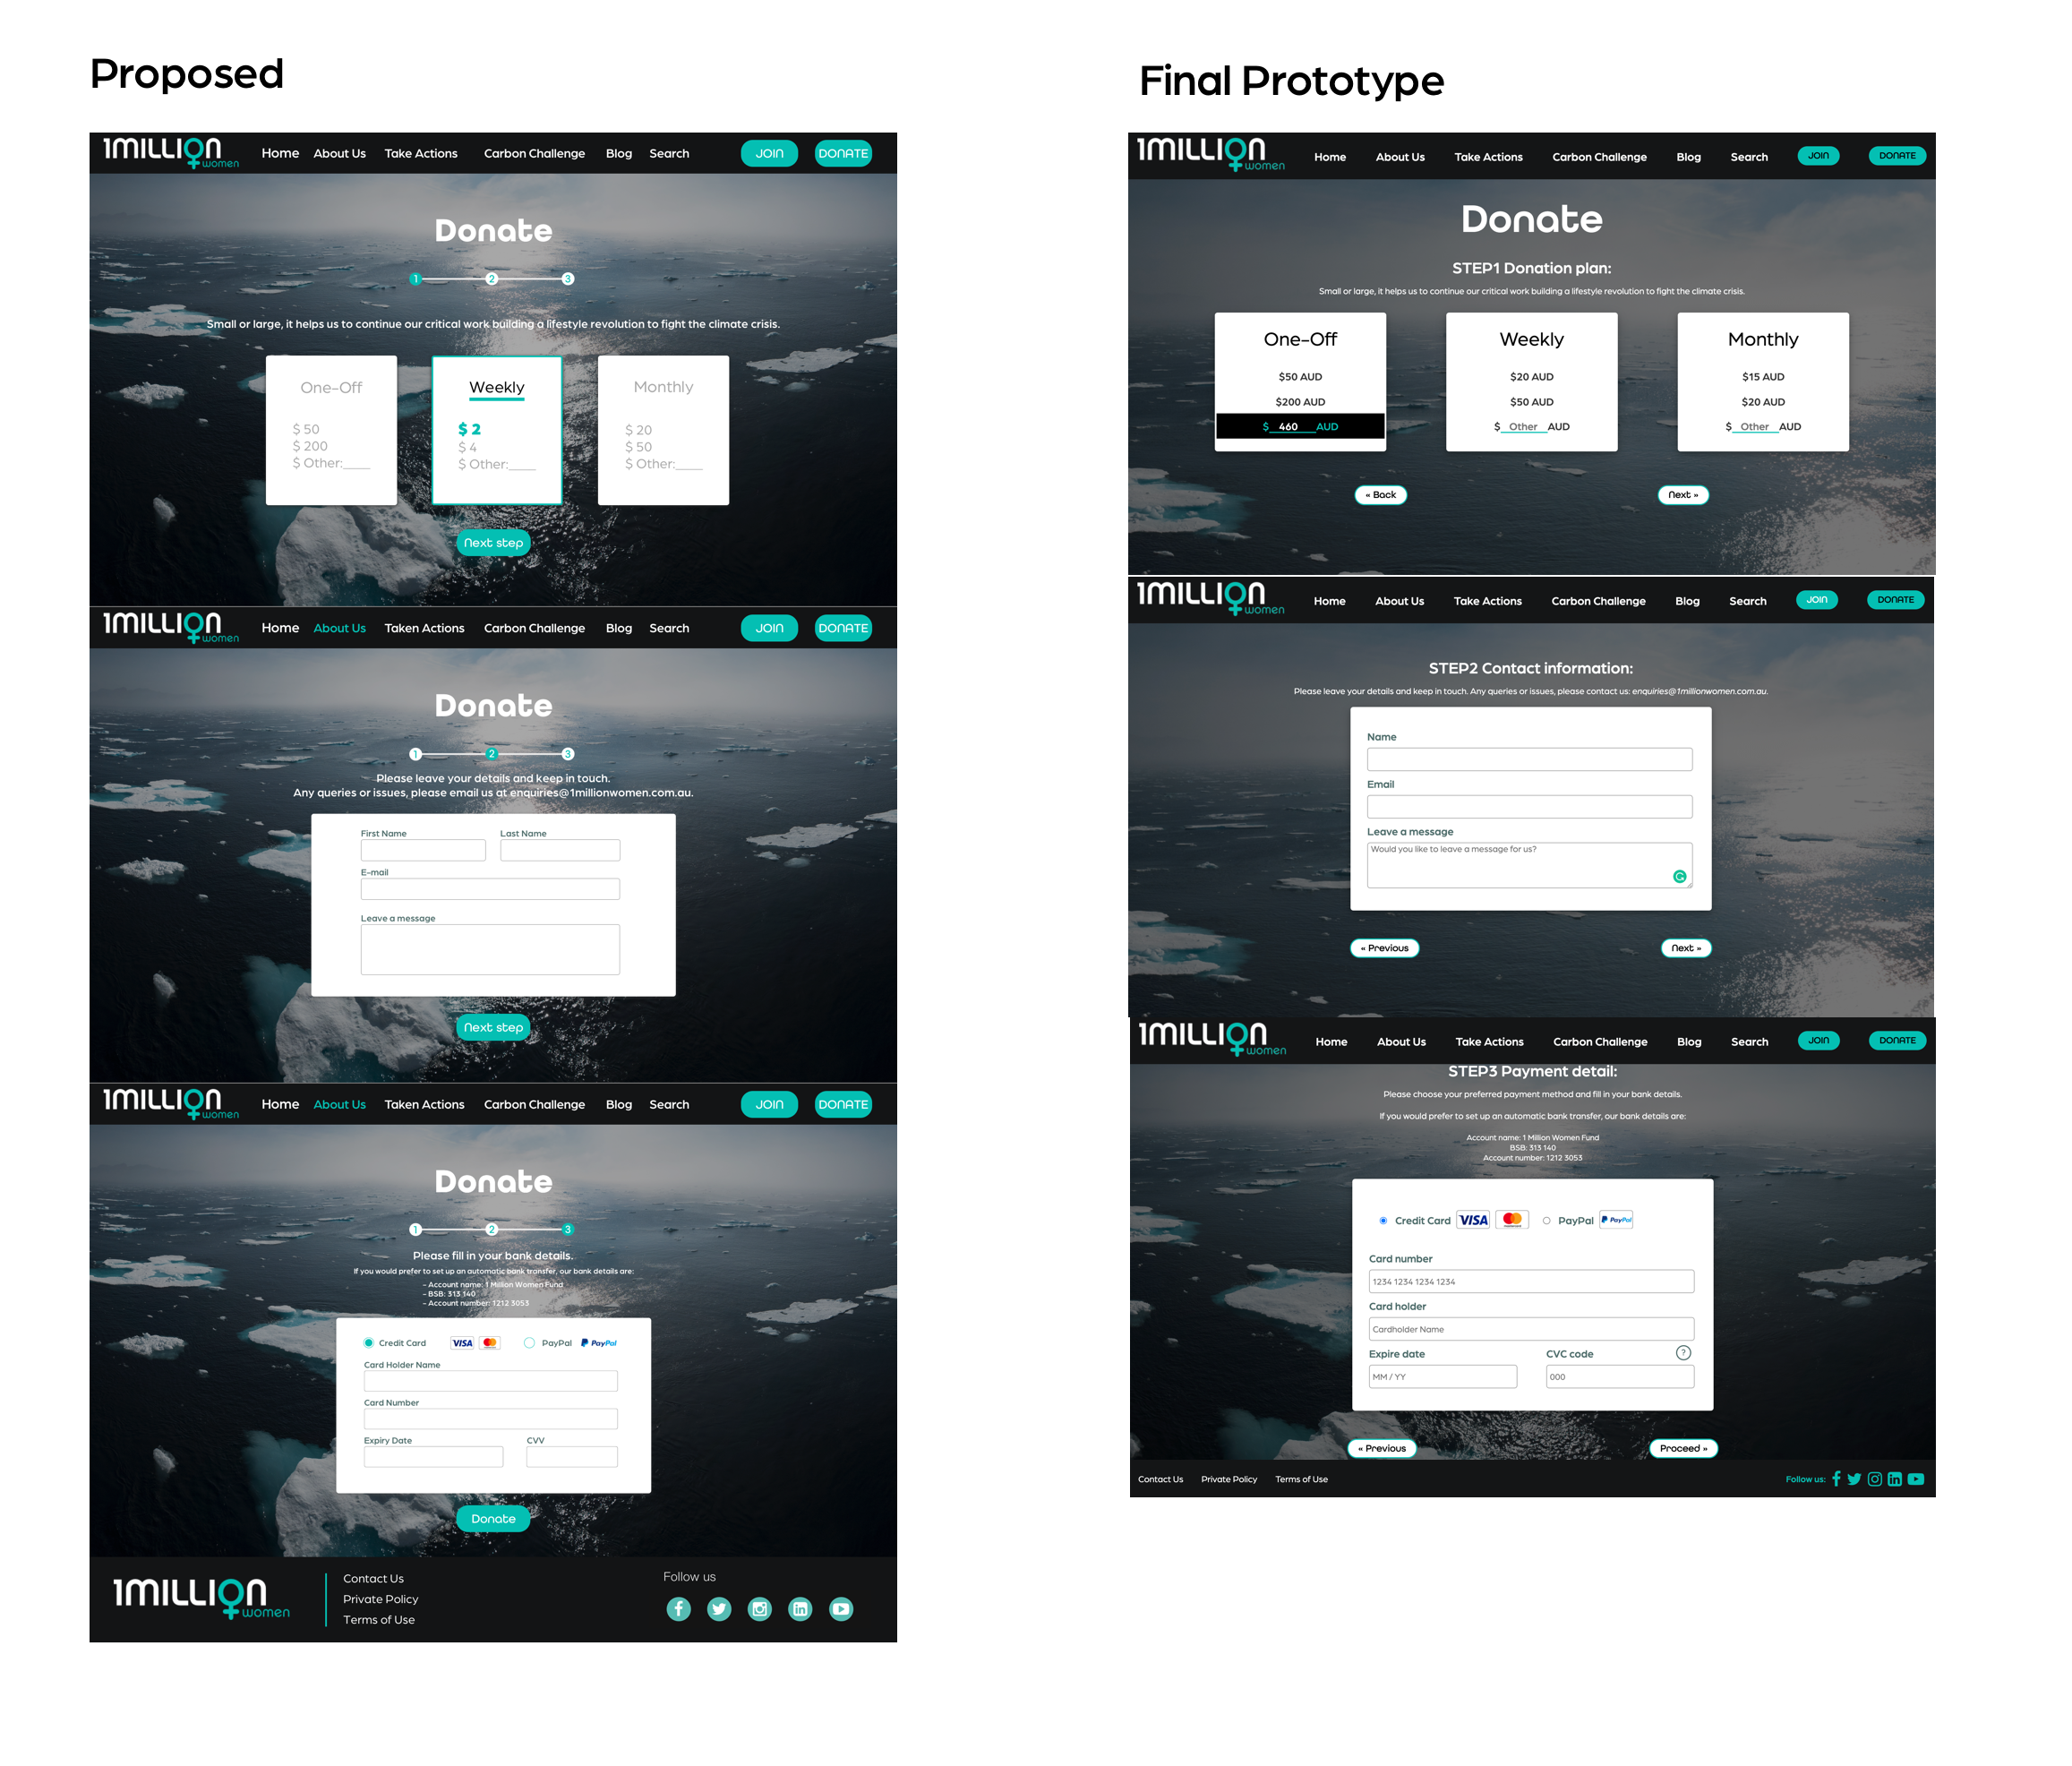 Proposed
1MILLION women Home About Us Take Actions Carbon Challenge Blog Search JOIN DONATE
Donate
1 2 3
Small or large, it helps us to continue our critical work building a lifestyle revolution to fight the climate crisis.
One-Off Weekly Monthly
$ 50 $ 2 $ 20
$ 200 $ 4 $ 50
$ Other:____ $ Other:____ $ Other:____
Next step
1MILLION women Home About Us Taken Actions Carbon Challenge Blog Search JOIN DONATE
Donate
1 2 3
Please leave your details and keep in touch.
Any queries or issues, please email us at enquiries@1millionwomen.com.au.
First Name Last Name
E-mail
Leave a message
Next step
1MILLION women Home About Us Taken Actions Carbon Challenge Blog Search JOIN DONATE
Donate
1 2 3
Please fill in your bank details.
If you would prefer to set up an automatic bank transfer, our bank details are:
- Account name: 1 Million Women Fund
- BSB: 313 140
- Account number: 1212 3053
Credit Card VISA PayPal PayPal
Card Holder Name
Card Number
Expiry Date CVV
Donate
1MILLION women
Contact Us
Private Policy
Terms of Use
Follow us
Final Prototype
1MILLION women Home About Us Take Actions Carbon Challenge Blog Search JOIN DONATE
Donate
STEP1 Donation plan:
Small or large, it helps us to continue our critical work building a lifestyle revolution to fight the climate crisis.
One-Off Weekly Monthly
$50 AUD $20 AUD $15 AUD
$200 AUD $50 AUD $20 AUD
$ 460 AUD $ Other AUD $ Other AUD
« Back Next »
1MILLION women Home About Us Take Actions Carbon Challenge Blog Search JOIN DONATE
STEP2 Contact information:
Please leave your details and keep in touch. Any queries or issues, please contact us: enquiries@1millionwomen.com.au.
Name
Email
Leave a message
Would you like to leave a message for us?
« Previous Next »
1MILLION women Home About Us Take Actions Carbon Challenge Blog Search JOIN DONATE
STEP3 Payment detail:
Please choose your preferred payment method and fill in your bank details.
If you would prefer to set up an automatic bank transfer, our bank details are:
Account name: 1 Million Women Fund
BSB: 313 140
Account number: 1212 3053
Credit Card VISA PayPal PayPal
Card number
1234 1234 1234 1234
Card holder
Cardholder Name
Expire date CVC code ?
MM / YY 000
« Previous Proceed »
Contact Us Private Policy Terms of Use Follow us: